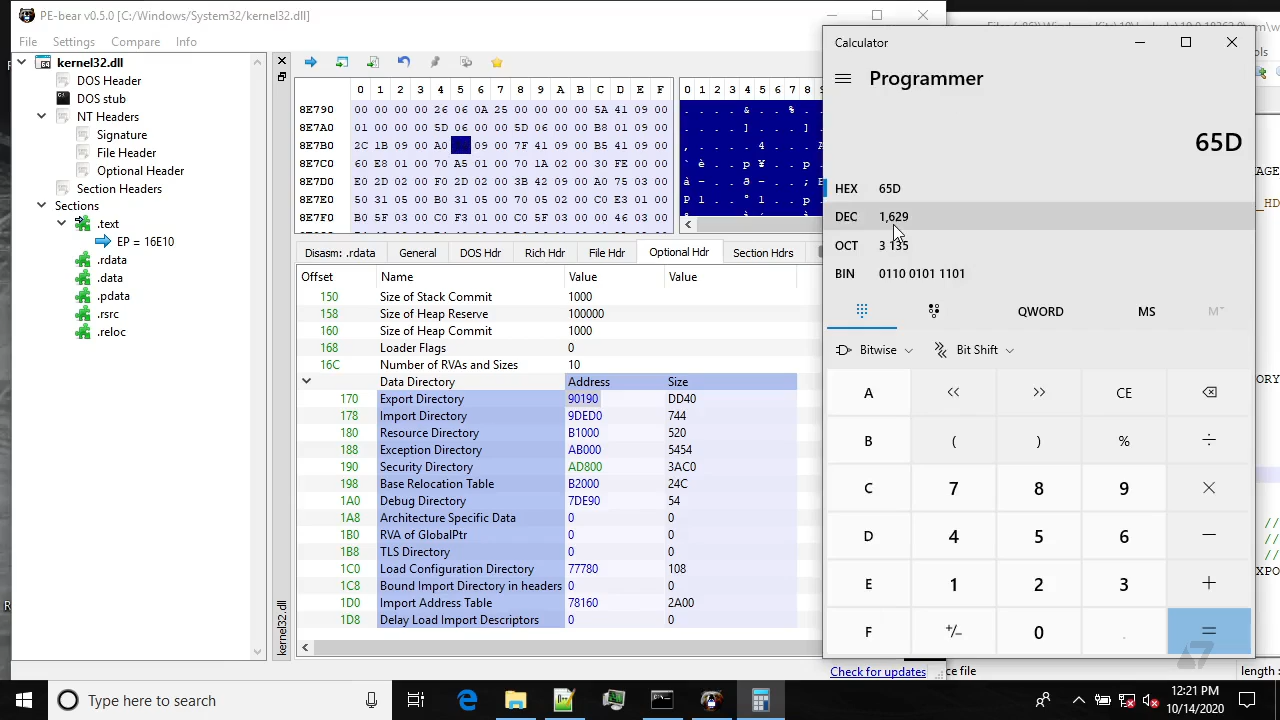 PE-bear v0.5.0 [C:/Windows/System32/kernel32.dll]
File Settings Compare Info
kernel32.dll
DOS Header
DOS stub
NT Headers
Signature
File Header
Optional Header
Section Headers
Sections
.text
EP = 16E10
.rdata
.data
.pdata
.rsrc
.reloc
kernel32.dll
0 1 2 3 4 5 6 7 8 9 A B C D E F
8E790 00 00 00 00 26 06 0A 25 00 00 00 00 5A 41 09 00
8E7A0 01 00 00 00 5D 06 00 00 5D 06 00 00 B8 01 09 00
8E7B0 2C 1B 09 00 A0 09 00 7F 41 09 00 B5 41 09 00
8E7C0 60 E8 01 00 70 A5 01 00 70 1A 02 00 30 FE 00 00
8E7D0 E0 2F 02 00 F0 2D 02 00 3B 42 09 00 A0 75 03 00
8E7E0 50 31 05 00 B0 31 05 00 70 05 02 00 C0 E3 01 00
8E7F0 B0 5F 03 00 C0 F3 01 00 C0 5F 03 00 00 46 03 00
0 1 2 3 4 5 6 7 8
Disasm: .rdata General DOS Hdr Rich Hdr File Hdr Optional Hdr Section Hdrs
Offset Name Value Value
150 Size of Stack Commit 1000
158 Size of Heap Reserve 100000
160 Size of Heap Commit 1000
168 Loader Flags 0
16C Number of RVAs and Sizes 10
Data Directory Address Size
170 Export Directory 90190 DD40
178 Import Directory 9DED0 744
180 Resource Directory B1000 520
188 Exception Directory AB000 5454
190 Security Directory AD800 3AC0
198 Base Relocation Table B2000 24C
1A0 Debug Directory 7DE90 54
1A8 Architecture Specific Data 0 0
1B0 RVA of GlobalPtr 0 0
1B8 TLS Directory 0 0
1C0 Load Configuration Directory 77780 108
1C8 Bound Import Directory in headers 0 0
1D0 Import Address Table 78160 2A00
1D8 Delay Load Import Descriptors 0 0
Check for updates
Calculator
Programmer
65D
HEX 65D
DEC 1,629
OCT 3 135
BIN 0110 0101 1101
QWORD MS M
Bitwise Bit Shift
A << >> CE
B ( ) % ÷
C 7 8 9 ×
D 4 5 6 −
E 1 2 3 +
F +/− 0 . =
ce file
length :
Type here to search
12:21 PM
10/14/2020